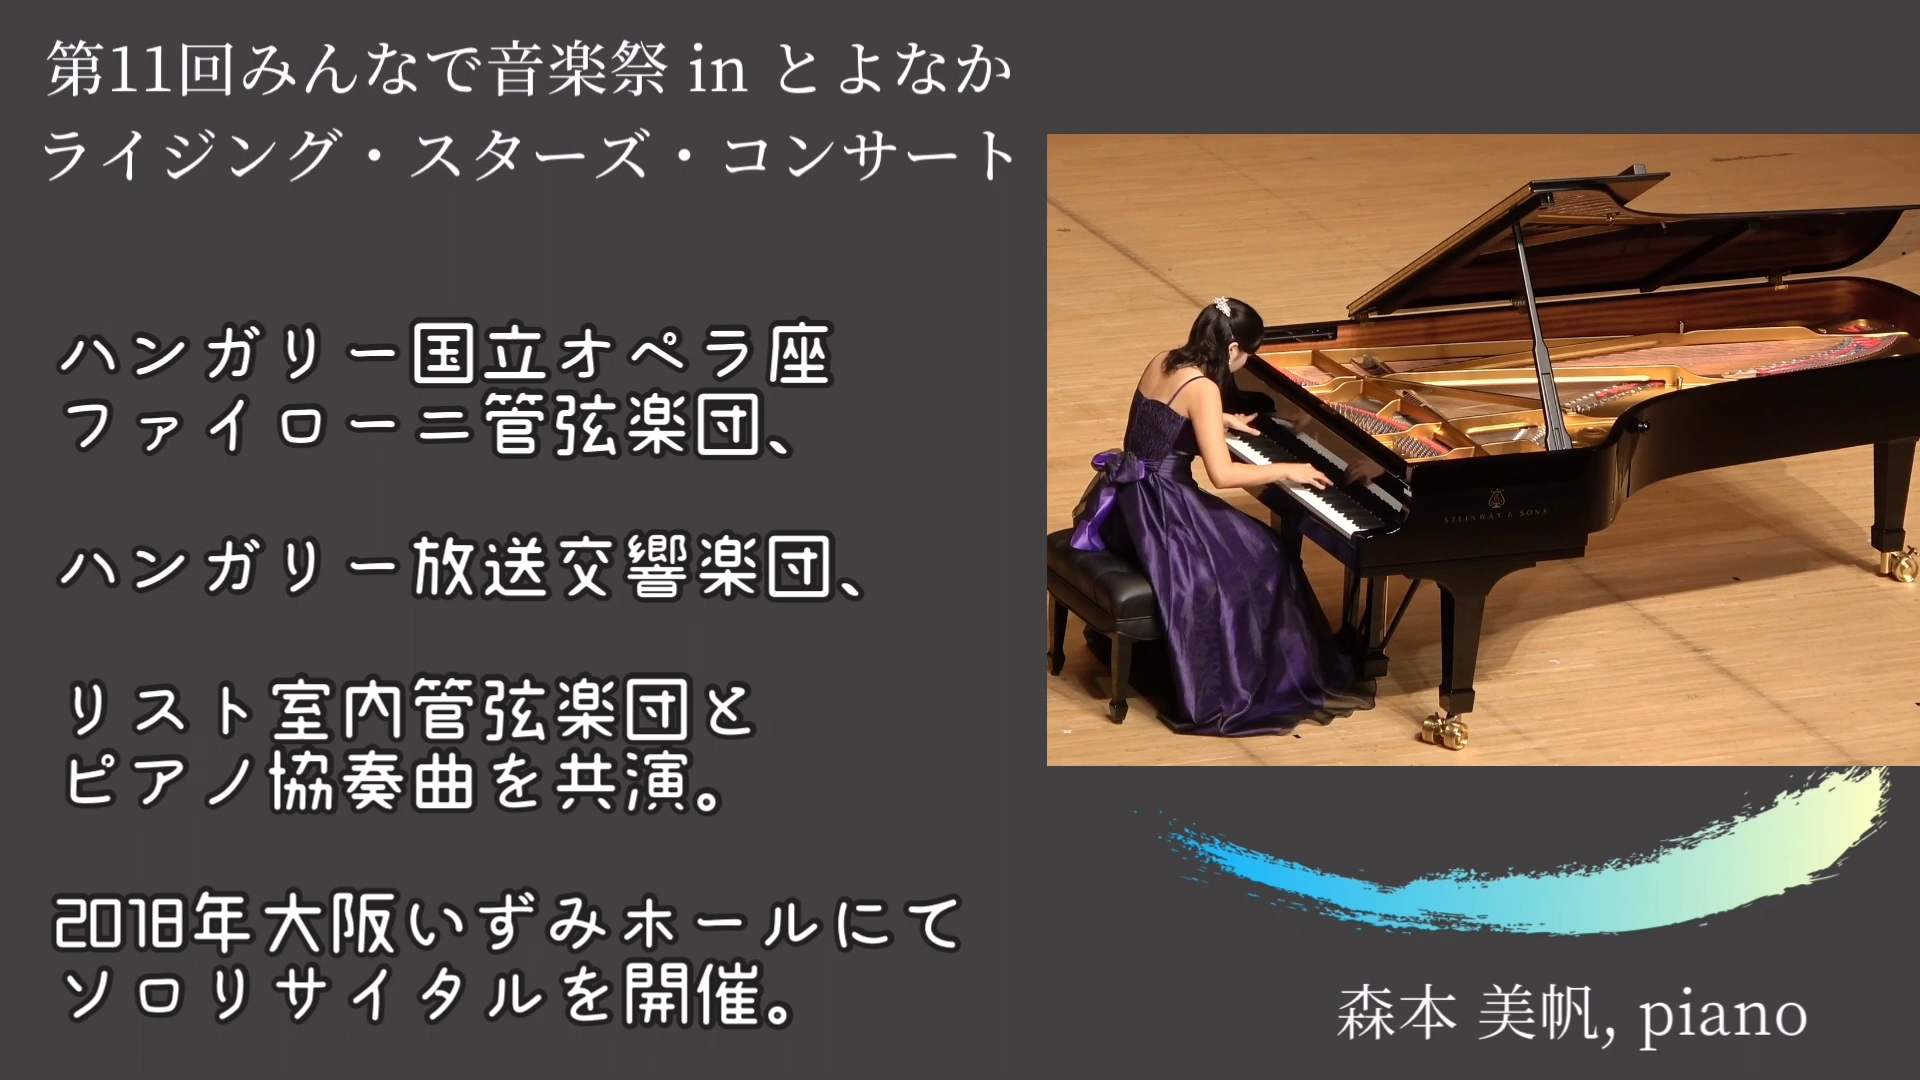 第11回みんなで音楽祭 in とよなか
ライジング・スターズ・コンサート
ハンガリー国立オペラ座
ファイローニ管弦楽団、
ハンガリー放送交響楽団、
リスト室内管弦楽団と
ピアノ協奏曲を共演。
2018年大阪いずみホールにて
ソロリサイタルを開催。
STEINWAY & SONS
森本 美帆, piano